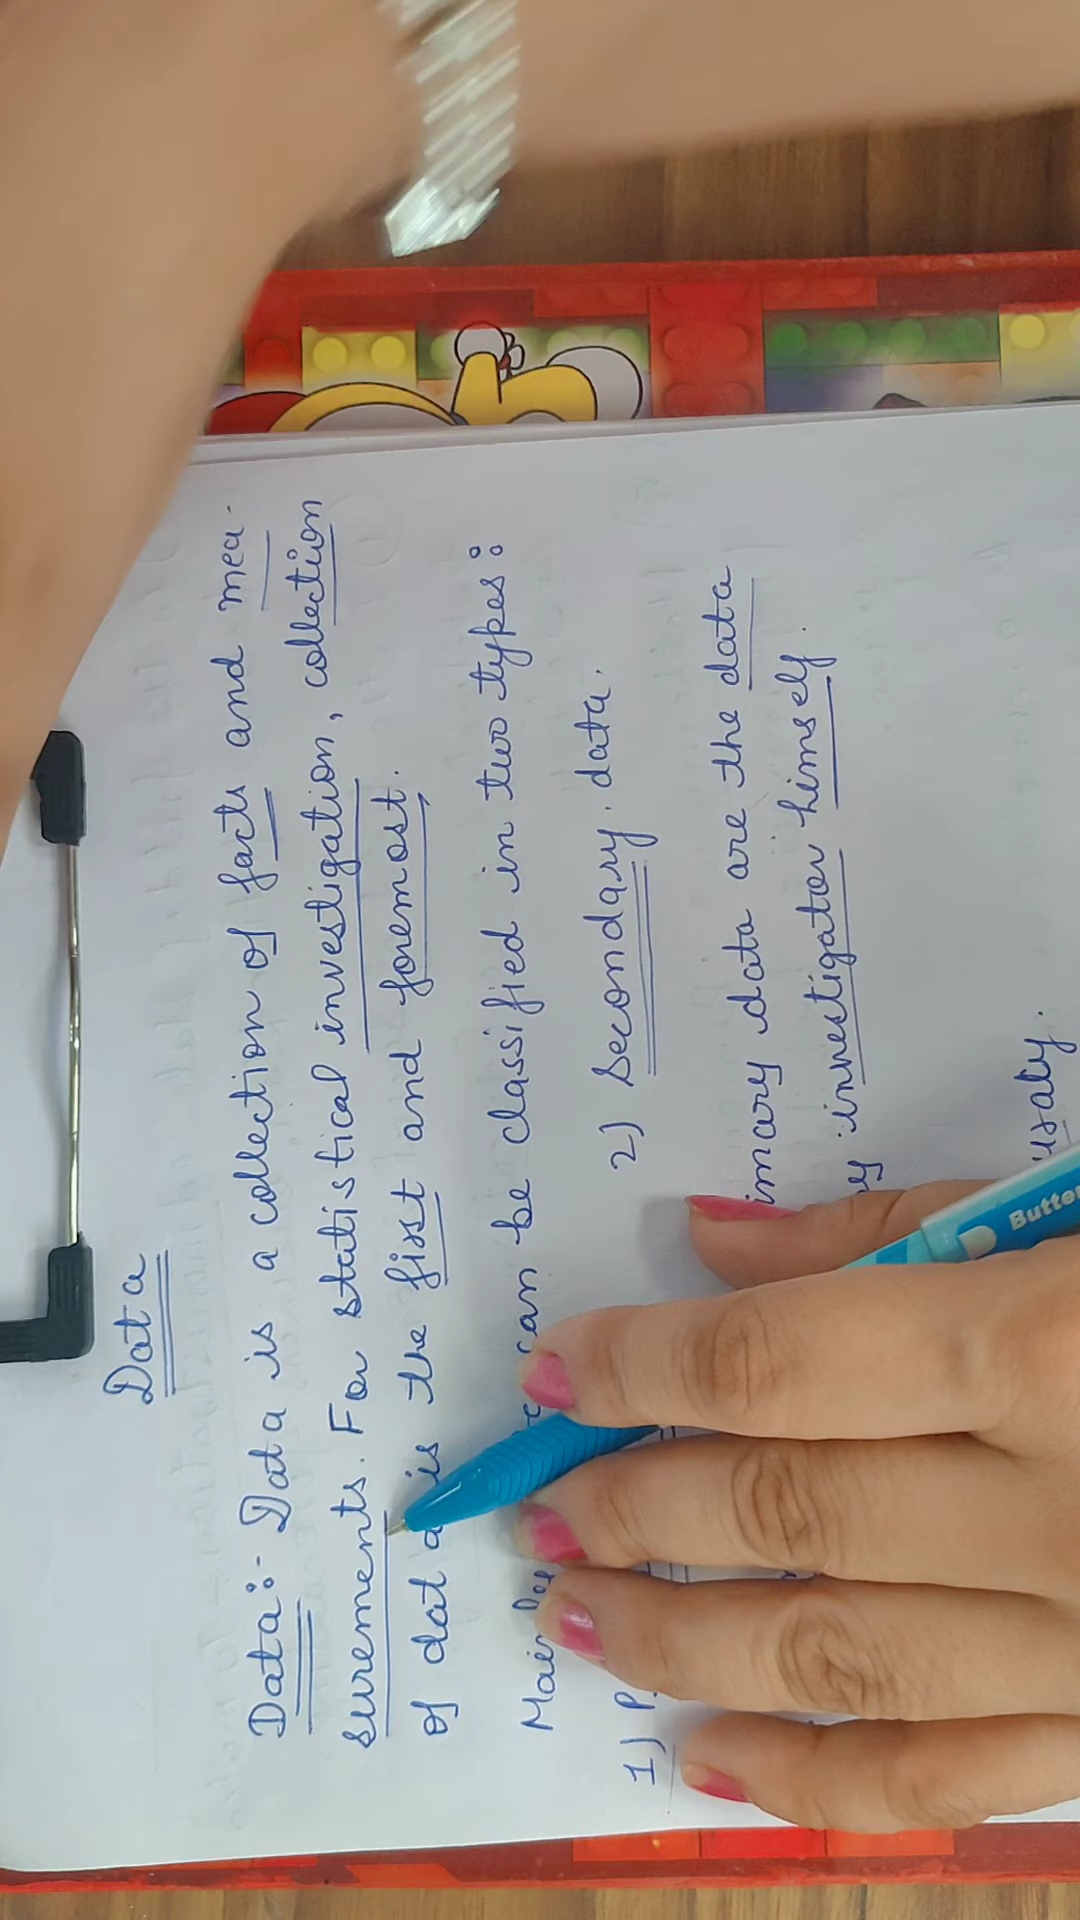 Data
Data:- Data is a collection of facts and mea-
surements. For statistical investigation, collection
of data is the first and foremost.
can be classified in two types:
1) 2) Secondary data.
data are the data
investigator himself.
Butter